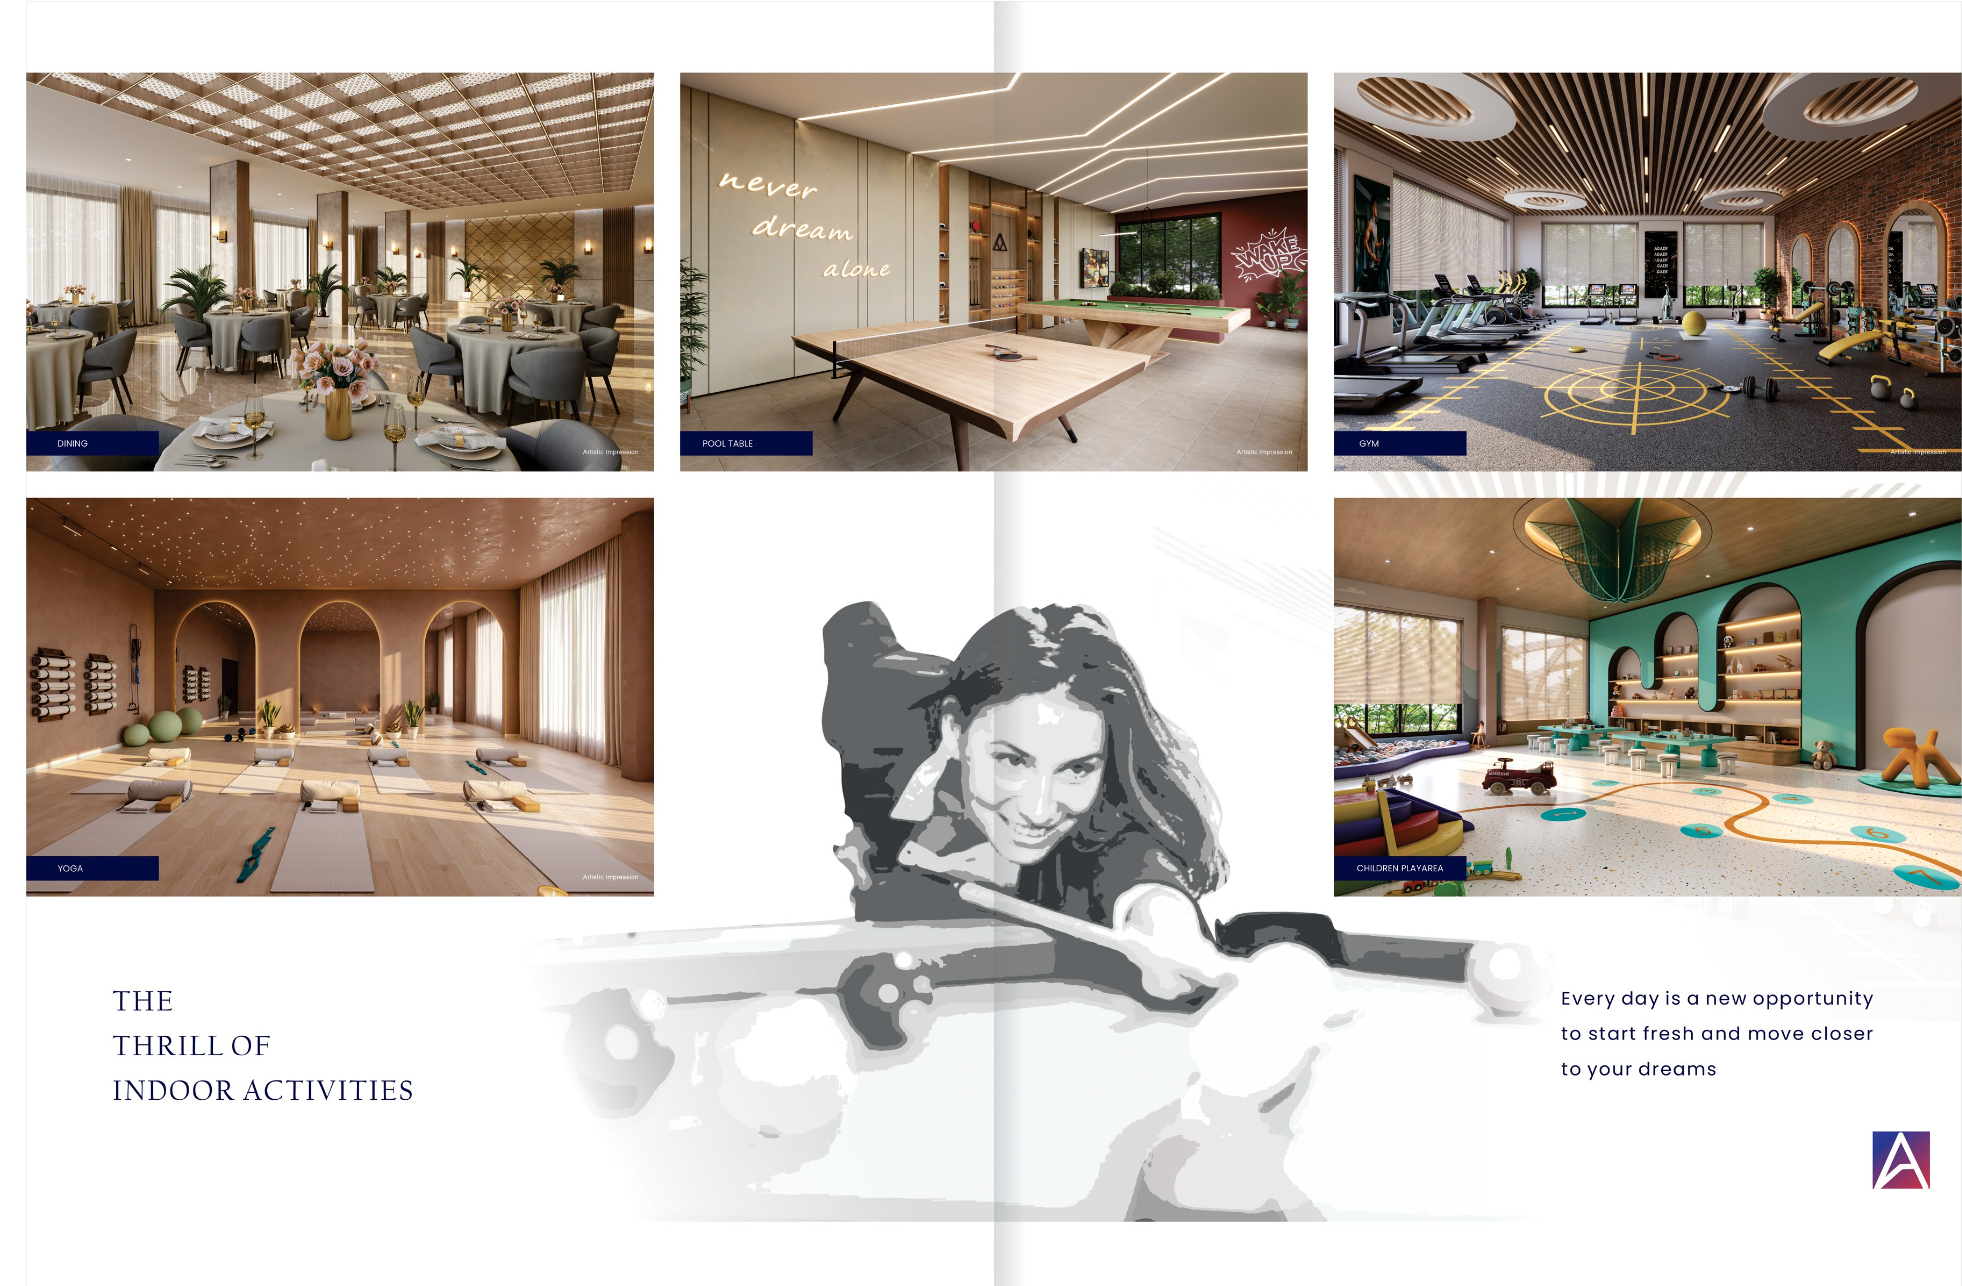 never
dream
alone
WAKE
UP!
DINING
Artistic Impression
POOL TABLE
Artistic Impression
GYM
Artistic Impression
YOGA
Artistic Impression
CHILDREN PLAYAREA
THE
THRILL OF
INDOOR ACTIVITIES
Every day is a new opportunity
to start fresh and move closer
to your dreams